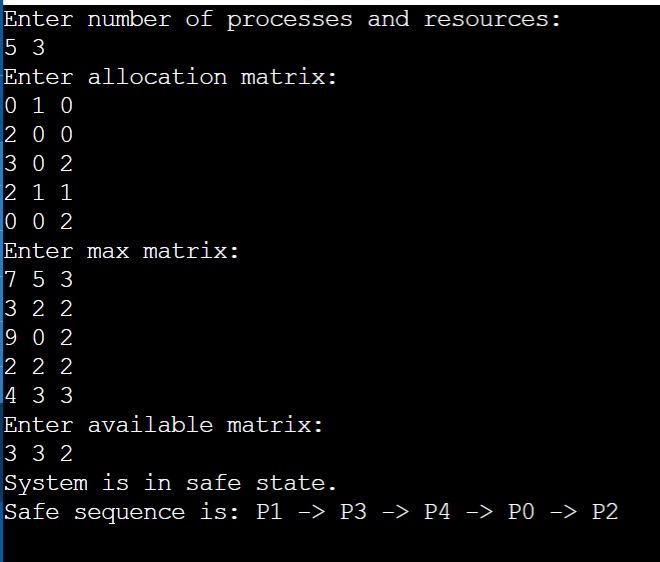 Enter number of processes and resources:
5 3
Enter allocation matrix:
0 1 0
2 0 0
3 0 2
2 1 1
0 0 2
Enter max matrix:
7 5 3
3 2 2
9 0 2
2 2 2
4 3 3
Enter available matrix:
3 3 2
System is in safe state.
Safe sequence is: P1 -> P3 -> P4 -> P0 -> P2